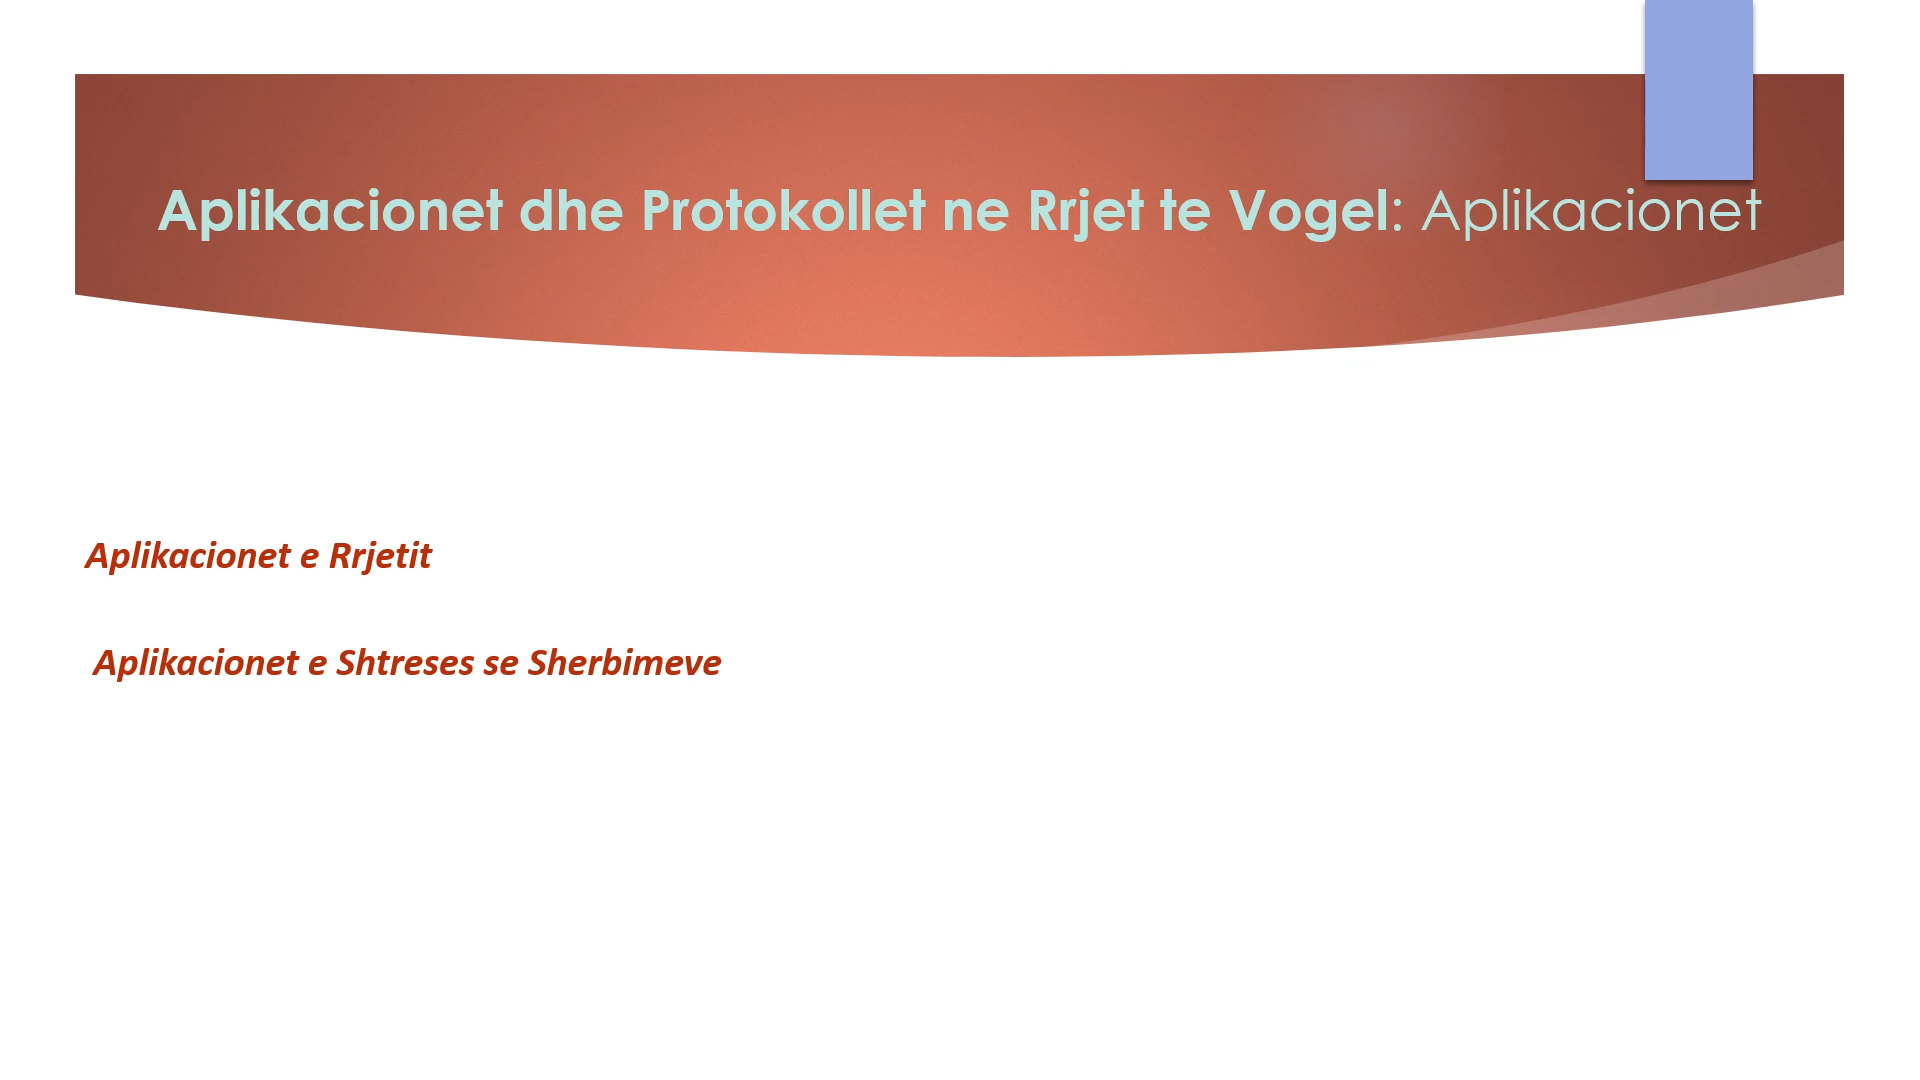 Aplikacionet dhe Protokollet ne Rrjet te Vogel: Aplikacionet
Aplikacionet e Rrjetit
Aplikacionet e Shtreses se Sherbimeve